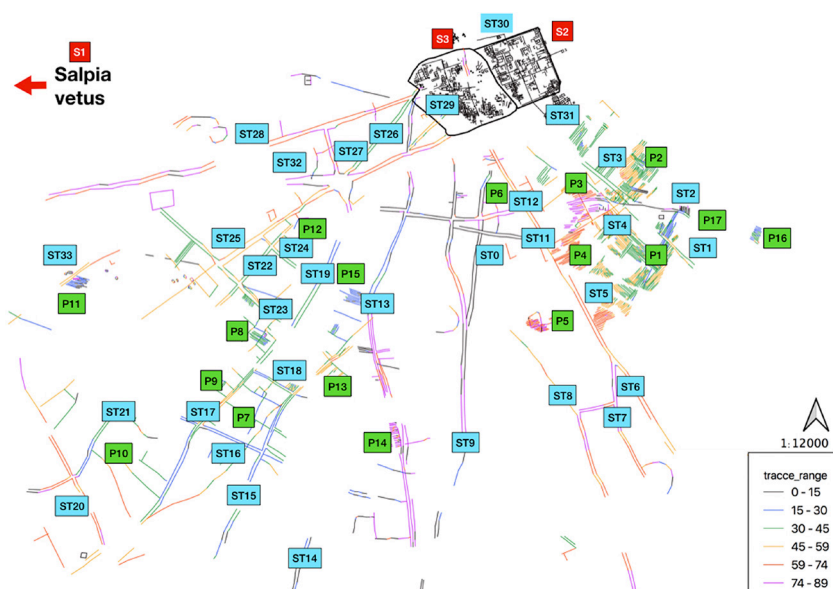 ST30
S1
S3
S2
Salpia
vetus
ST29
ST31
ST28
ST26
ST27
ST32
ST3
P2
P3
P6
ST12
ST2
P17
ST4
P16
P12
ST25
ST24
ST11
ST33
ST22
ST0
P4
P1
ST1
ST19
P15
P11
ST13
ST5
ST23
P8
P5
ST18
P9
P13
ST6
ST8
ST21
ST17
P7
ST7
P14
ST9
1:12000
P10
ST16
ST15
ST20
ST14
tracce_range
0 - 15
15 - 30
30 - 45
45 - 59
59 - 74
74 - 89